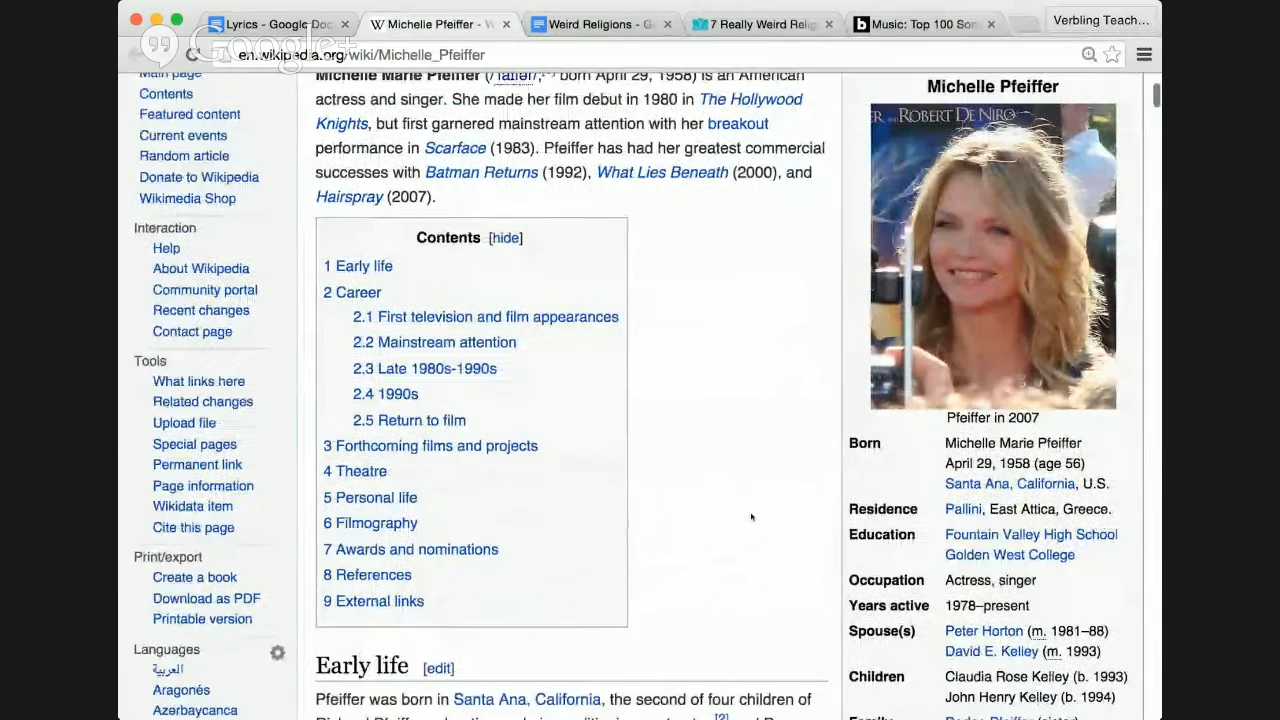 Lyrics - Google Doc
Michelle Pfeiffer - W
Weird Religions - G
7 Really Weird Relig
Music: Top 100 Son
Verbling Teach…
Google+
en.wikipedia.org/wiki/Michelle_Pfeiffer
Main page
Contents
Featured content
Current events
Random article
Donate to Wikipedia
Wikimedia Shop
Interaction
Help
About Wikipedia
Community portal
Recent changes
Contact page
Tools
What links here
Related changes
Upload file
Special pages
Permanent link
Page information
Wikidata item
Cite this page
Print/export
Create a book
Download as PDF
Printable version
Languages
العربية
Aragonés
Azərbaycanca
Michelle Marie Pfeiffer born April 29, 1958) is an American
actress and singer. She made her film debut in 1980 in The Hollywood
Knights, but first garnered mainstream attention with her breakout
performance in Scarface (1983). Pfeiffer has had her greatest commercial
successes with Batman Returns (1992), What Lies Beneath (2000), and
Hairspray (2007).
Contents [hide]
1 Early life
2 Career
2.1 First television and film appearances
2.2 Mainstream attention
2.3 Late 1980s-1990s
2.4 1990s
2.5 Return to film
3 Forthcoming films and projects
4 Theatre
5 Personal life
6 Filmography
7 Awards and nominations
8 References
9 External links
Early life [edit]
Pfeiffer was born in Santa Ana, California, the second of four children of
[2]
Michelle Pfeiffer
ROBERT DE NIRO
Pfeiffer in 2007
Born Michelle Marie Pfeiffer
April 29, 1958 (age 56)
Santa Ana, California, U.S.
Residence Pallini, East Attica, Greece.
Education Fountain Valley High School
Golden West College
Occupation Actress, singer
Years active 1978–present
Spouse(s) Peter Horton (m. 1981–88)
David E. Kelley (m. 1993)
Children Claudia Rose Kelley (b. 1993)
John Henry Kelley (b. 1994)